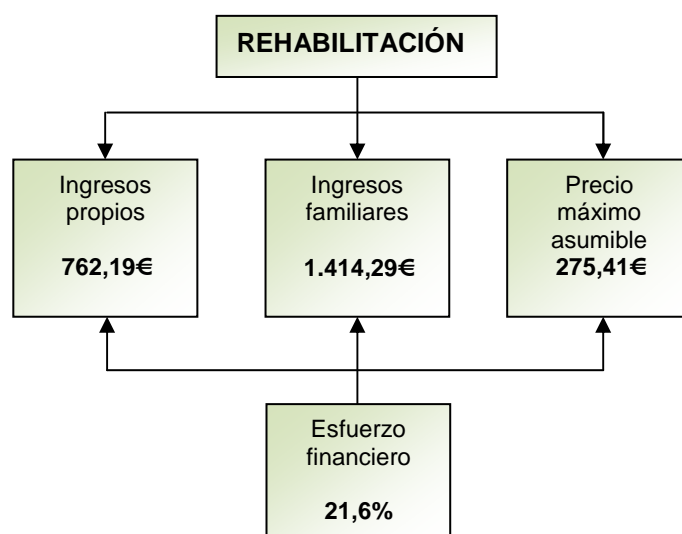 REHABILITACIÓN
Ingresos
propios
762,19€
Ingresos
familiares
1.414,29€
Precio
máximo
asumible
275,41€
Esfuerzo
financiero
21,6%